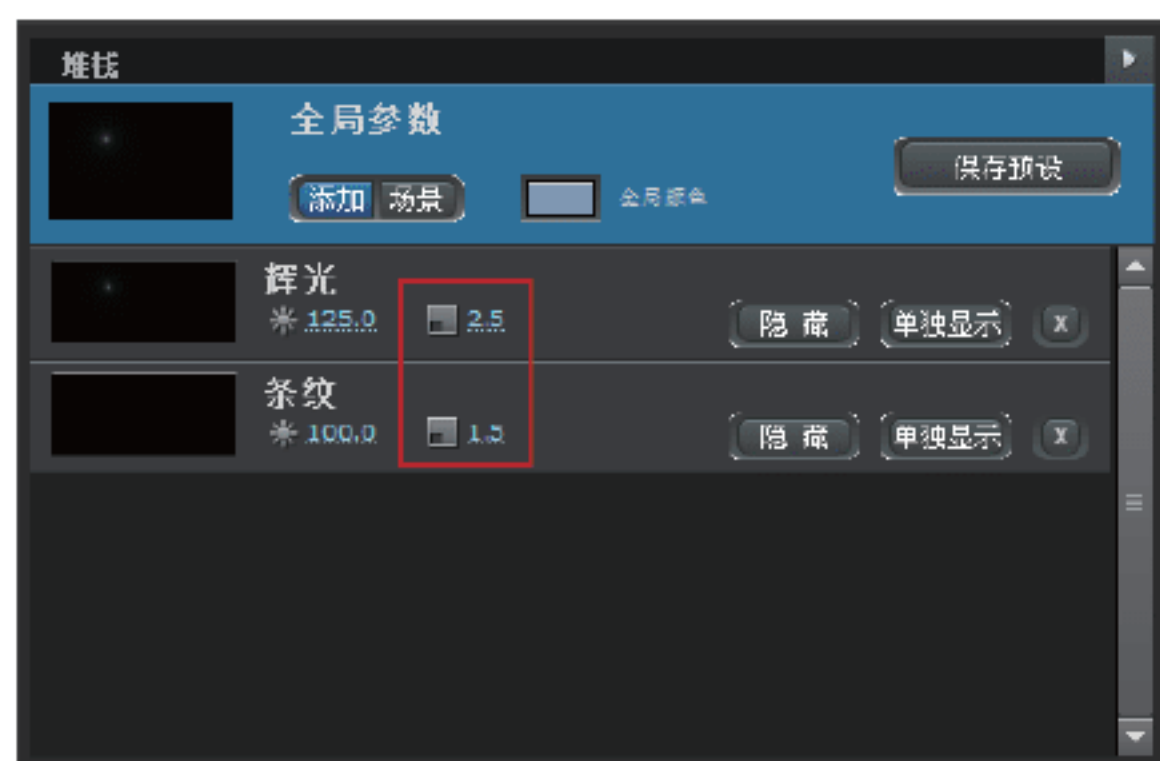 堆栈
全局参数
保存预设
添加 场景 全局颜色
辉光
125.0 2.5 隐藏 单独显示 X
条纹
100.0 1.5 隐藏 单独显示 X